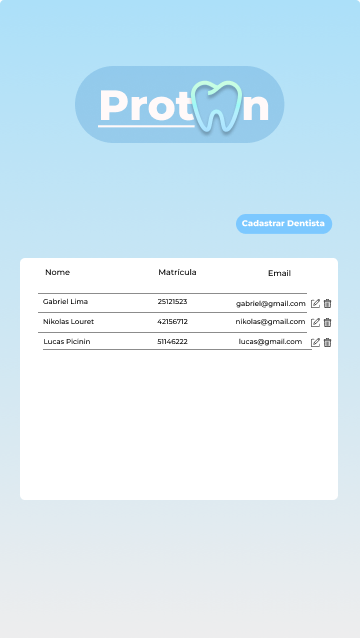 Proton
Cadastrar Dentista
Nome Matrícula Email
Gabriel Lima 25121523 gabriel@gmail.com
Nikolas Louret 42156712 nikolas@gmail.com
Lucas Picinin 51146222 lucas@gmail.com